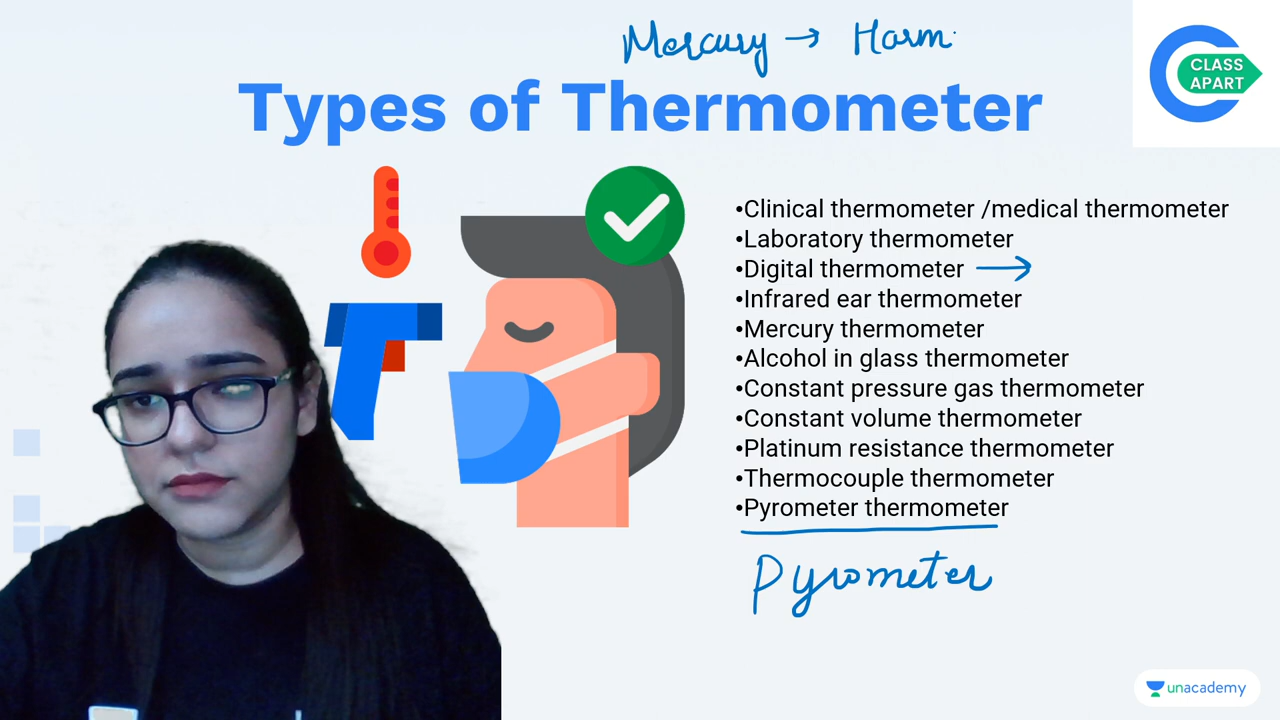 Mercury → Harm
CLASS
APART
Types of Thermometer
•Clinical thermometer /medical thermometer
•Laboratory thermometer
•Digital thermometer →
•Infrared ear thermometer
•Mercury thermometer
•Alcohol in glass thermometer
•Constant pressure gas thermometer
•Constant volume thermometer
•Platinum resistance thermometer
•Thermocouple thermometer
•Pyrometer thermometer
Pyrometer
unacademy